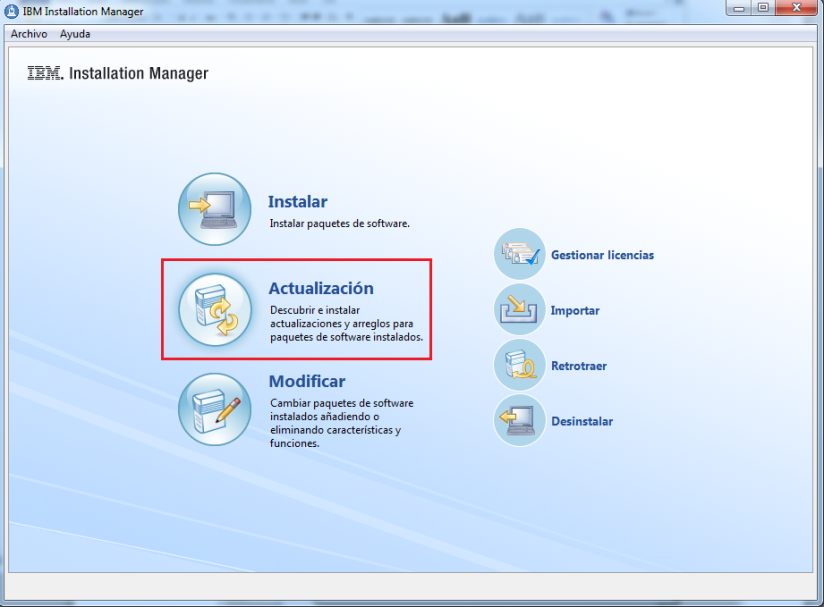 IBM Installation Manager
Archivo Ayuda
IBM. Installation Manager
Instalar
Instalar paquetes de software.
Actualización
Descubrir e instalar
actualizaciones y arreglos para
paquetes de software instalados.
Modificar
Cambiar paquetes de software
instalados añadiendo o
eliminando características y
funciones.
Gestionar licencias
Importar
Retrotraer
Desinstalar